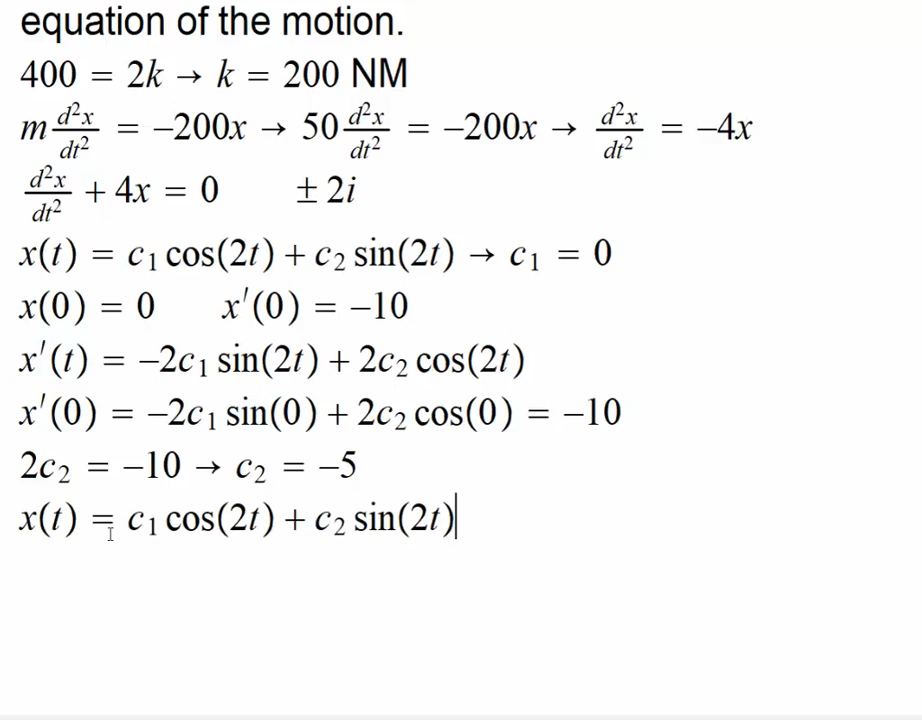 equation of the motion.
400 = 2k → k = 200 NM
m d²x/dt² = −200x → 50 d²x/dt² = −200x → d²x/dt² = −4x
d²x/dt² + 4x = 0 ± 2i
x(t) = c₁ cos(2t) + c₂ sin(2t) → c₁ = 0
x(0) = 0 x′(0) = −10
x′(t) = −2c₁ sin(2t) + 2c₂ cos(2t)
x′(0) = −2c₁ sin(0) + 2c₂ cos(0) = −10
2c₂ = −10 → c₂ = −5
x(t) = c₁ cos(2t) + c₂ sin(2t)